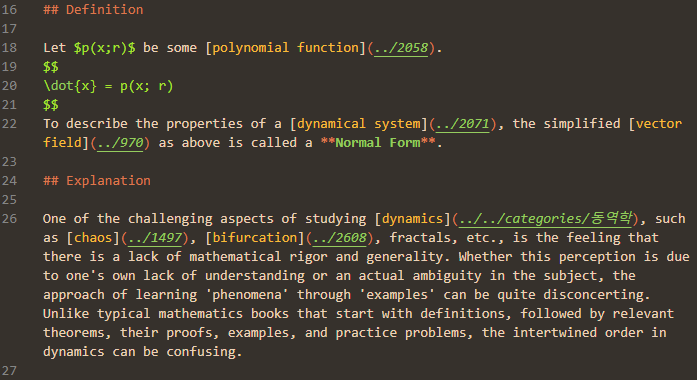 16 ## Definition
17
18 Let $p(x;r)$ be some [polynomial function](../2058).
19 $$
20 \dot{x} = p(x; r)
21 $$
22 To describe the properties of a [dynamical system](../2071), the simplified [vector
field](../970) as above is called a **Normal Form**.
23
24 ## Explanation
25
26 One of the challenging aspects of studying [dynamics](../../categories/동역학), such
as [chaos](../1497), [bifurcation](../2608), fractals, etc., is the feeling that
there is a lack of mathematical rigor and generality. Whether this perception is due
to one's own lack of understanding or an actual ambiguity in the subject, the
approach of learning 'phenomena' through 'examples' can be quite disconcerting.
Unlike typical mathematics books that start with definitions, followed by relevant
theorems, their proofs, examples, and practice problems, the intertwined order in
dynamics can be confusing.
27